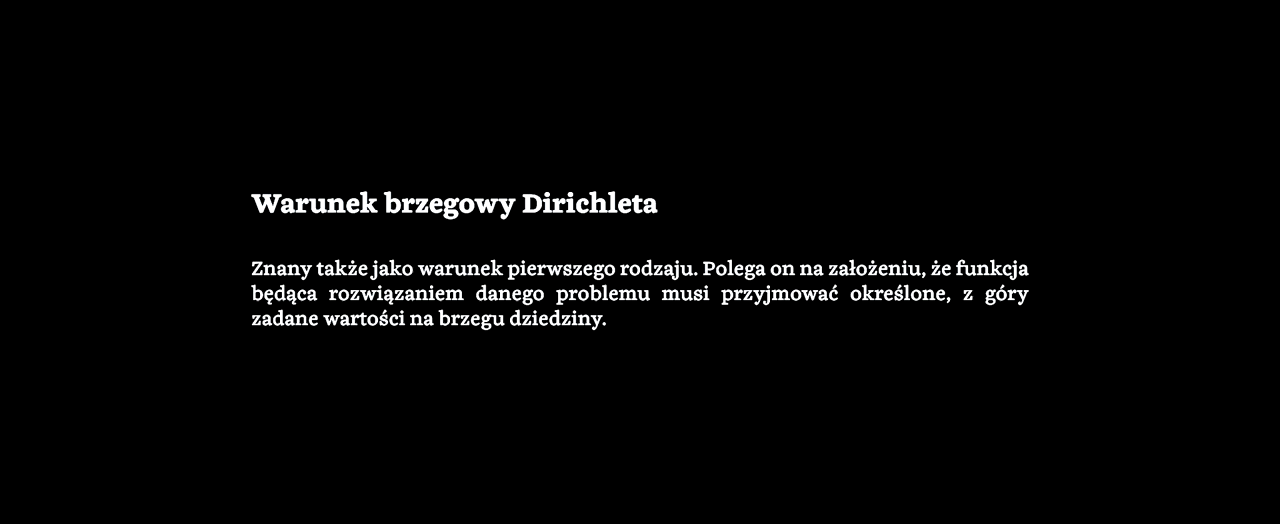 Warunek brzegowy Dirichleta
Znany także jako warunek pierwszego rodzaju. Polega on na założeniu, że funkcja
będąca rozwiązaniem danego problemu musi przyjmować określone, z góry
zadane wartości na brzegu dziedziny.